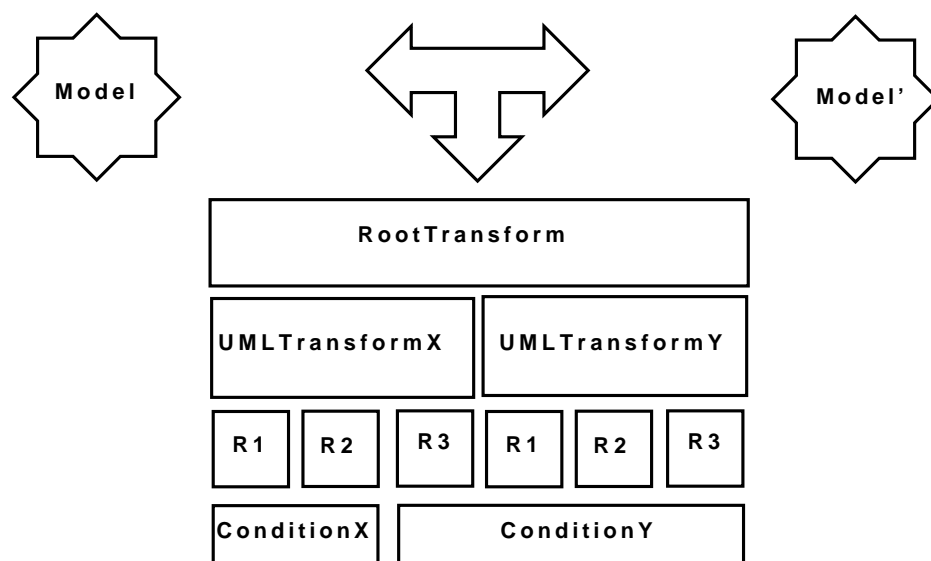 Model
Model’
RootTransform
UMLTransformX
UMLTransformY
R1
R2
R3
R1
R2
R3
ConditionX
ConditionY